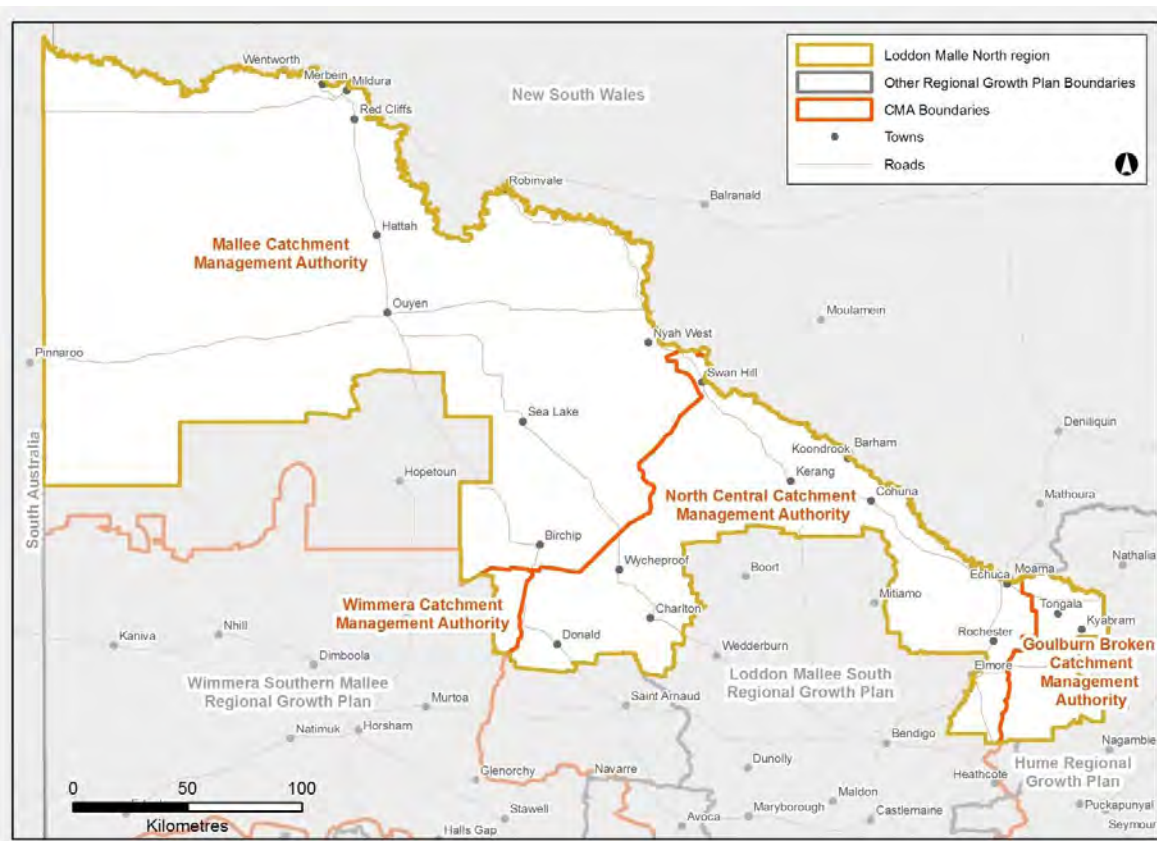 Loddon Malle North region
Other Regional Growth Plan Boundaries
CMA Boundaries
Towns
Roads
Wentworth
Merbein
Mildura
Red Cliffs
New South Wales
Robinvale
Balranald
Hattah
Mallee Catchment
Management Authority
Ouyen
Moulamein
Nyah West
Pinnaroo
Swan Hill
Sea Lake
Deniliquin
Koondrook
Barham
Hopetoun
Kerang
South Australia
North Central Catchment
Management Authority
Cohuna
Mathoura
Birchip
Wycheproof
Boort
Echuca
Moama
Nathalia
Mitiamo
Wimmera Catchment
Management Authority
Charlton
Tongala
Kyabram
Nhill
Kaniva
Donald
Wedderburn
Rochester
Goulburn Broken
Catchment
Management
Authority
Dimboola
Elmore
Wimmera Southern Mallee
Regional Growth Plan
Loddon Mallee South
Regional Growth Plan
Murtoa
Saint Arnaud
Natimuk
Horsham
Bendigo
Nagambie
Dunolly
Hume Regional
Growth Plan
Glenorchy
Navarre
Heathcote
0 50 100
Kilometres
Maldon
Stawell
Maryborough
Castlemaine
Puckapunyal
Halls Gap
Avoca
Seymour